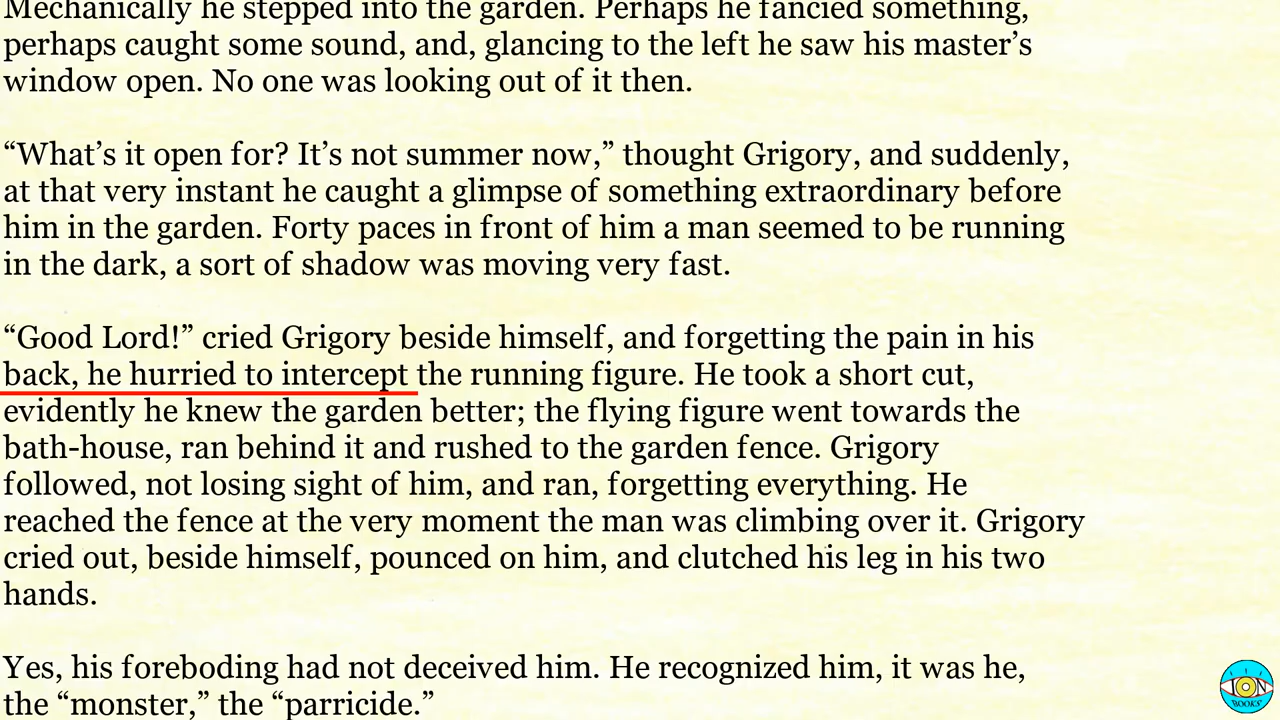 Mechanically he stepped into the garden. Perhaps he fancied something,
perhaps caught some sound, and, glancing to the left he saw his master’s
window open. No one was looking out of it then.
“What’s it open for? It’s not summer now,” thought Grigory, and suddenly,
at that very instant he caught a glimpse of something extraordinary before
him in the garden. Forty paces in front of him a man seemed to be running
in the dark, a sort of shadow was moving very fast.
“Good Lord!” cried Grigory beside himself, and forgetting the pain in his
back, he hurried to intercept the running figure. He took a short cut,
evidently he knew the garden better; the flying figure went towards the
bath-house, ran behind it and rushed to the garden fence. Grigory
followed, not losing sight of him, and ran, forgetting everything. He
reached the fence at the very moment the man was climbing over it. Grigory
cried out, beside himself, pounced on him, and clutched his leg in his two
hands.
Yes, his foreboding had not deceived him. He recognized him, it was he,
the “monster,” the “parricide.”
ION
BOOKS